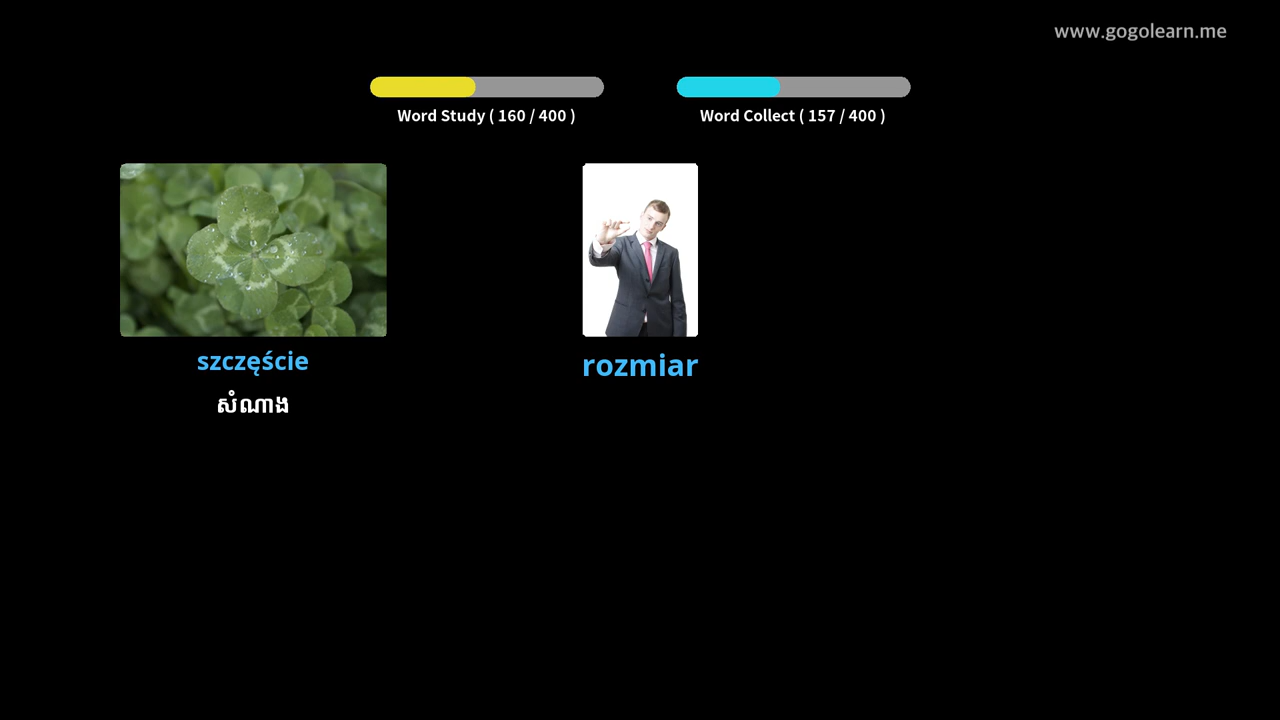 www.gogolearn.me
Word Study ( 160 / 400 )
Word Collect ( 157 / 400 )
szczęście
សំណាង
rozmiar